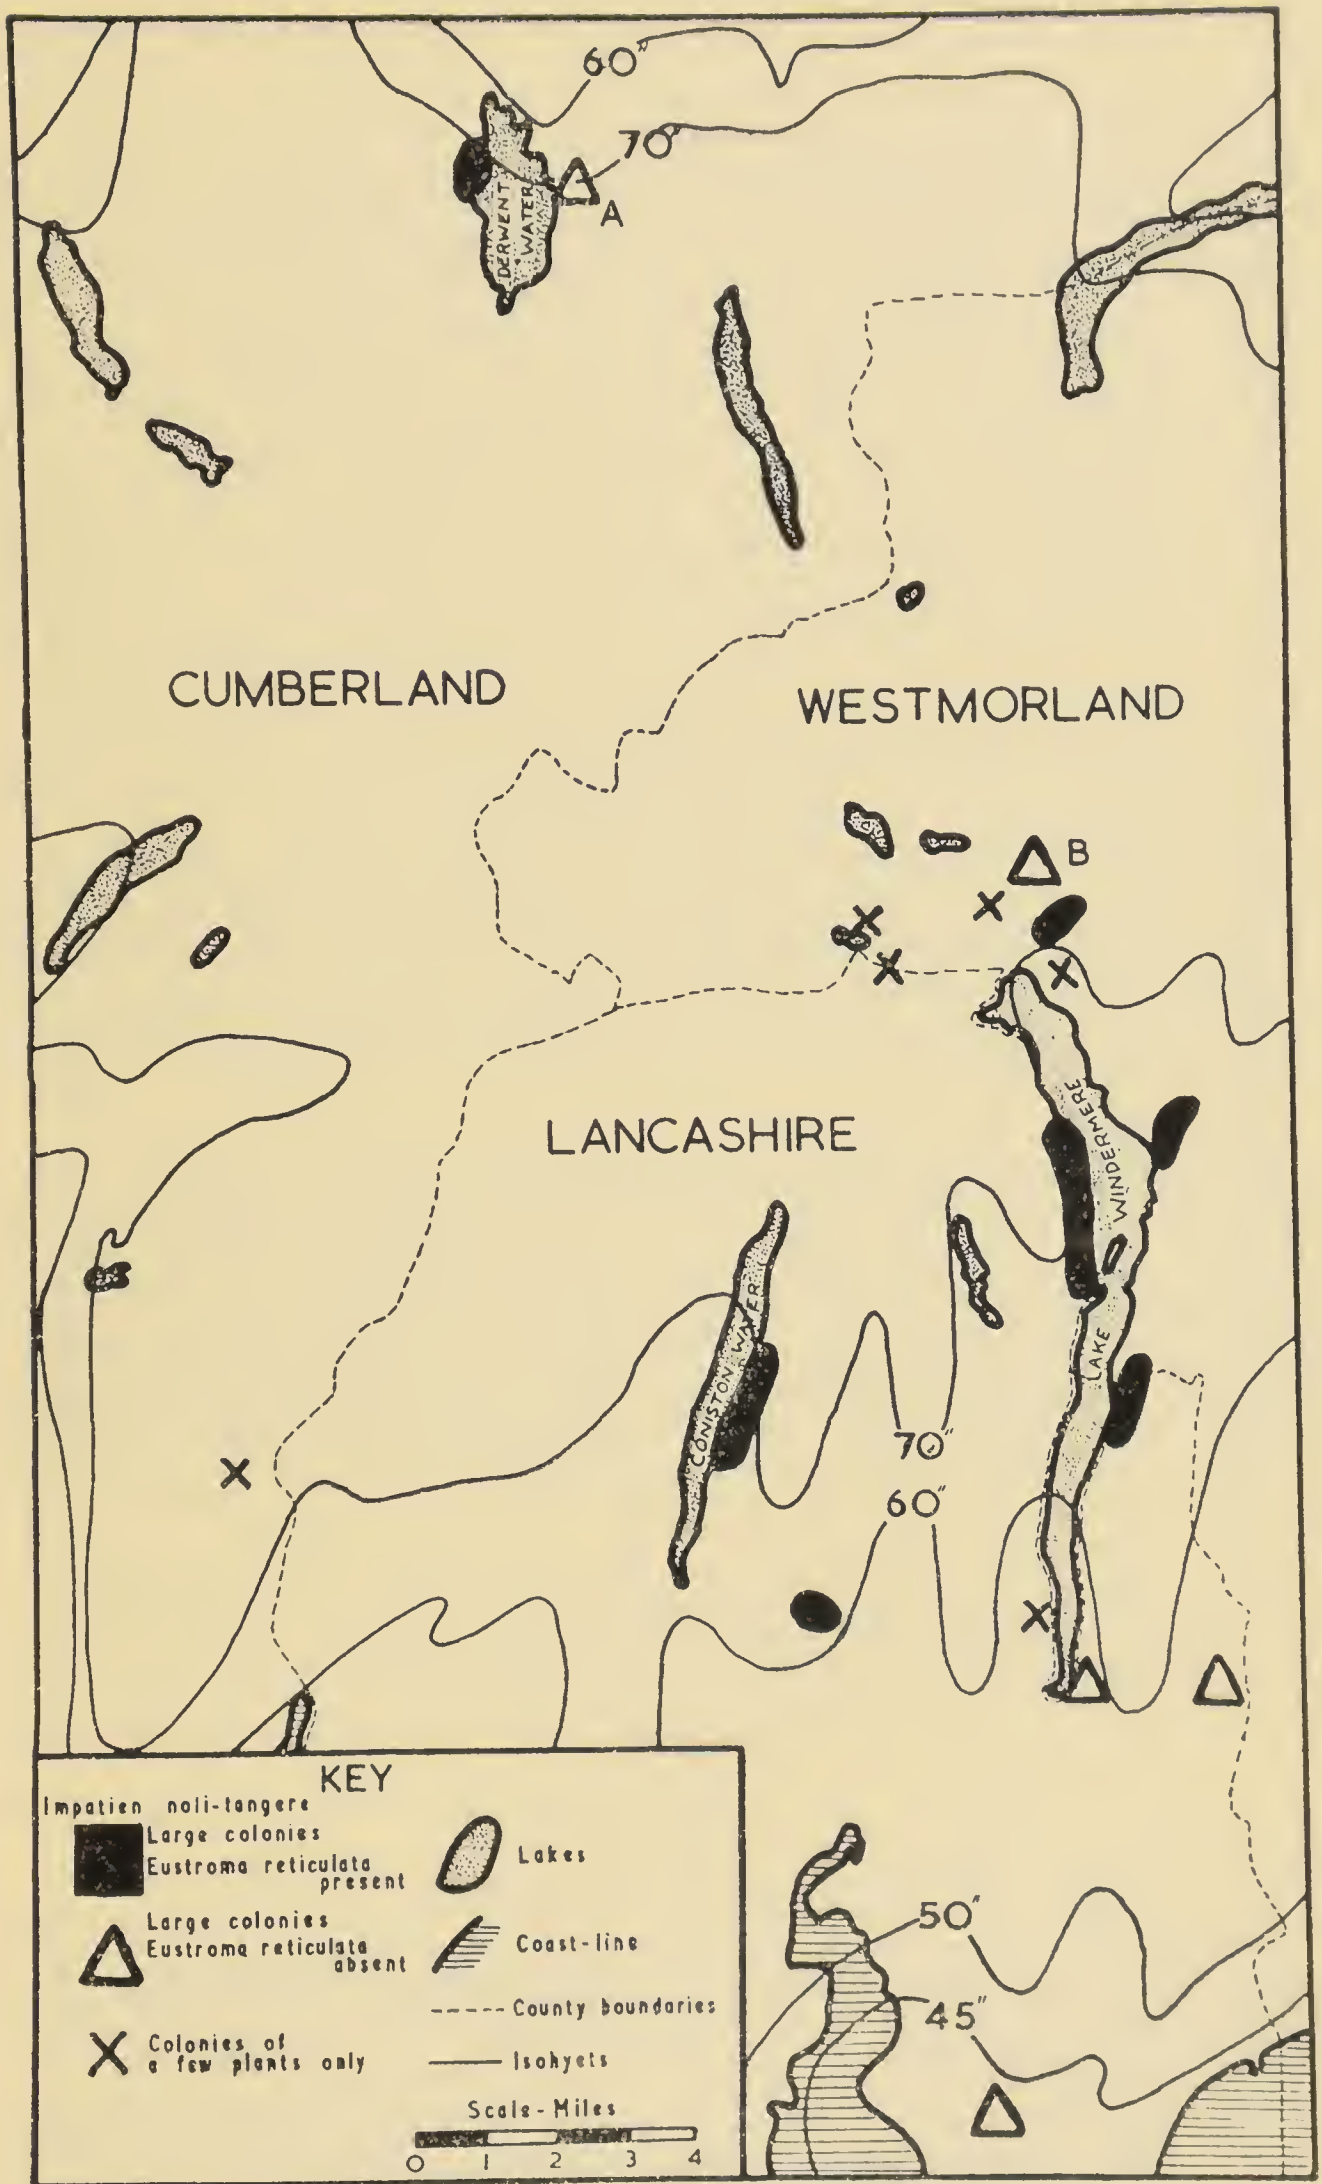 60"
70"
DERWENT
WATER
A
CUMBERLAND
WESTMORLAND
B
LANCASHIRE
LAKE WINDERMERE
CONISTON WATER
70"
60"
KEY
Impatien noli-tangere
Large colonies
Eustroma reticulata
present
Large colonies
Eustroma reticulata
absent
Colonies of
a few plants only
Lakes
Coast-line
County boundaries
Isohyets
Scale-Miles
0 1 2 3 4
50"
45"